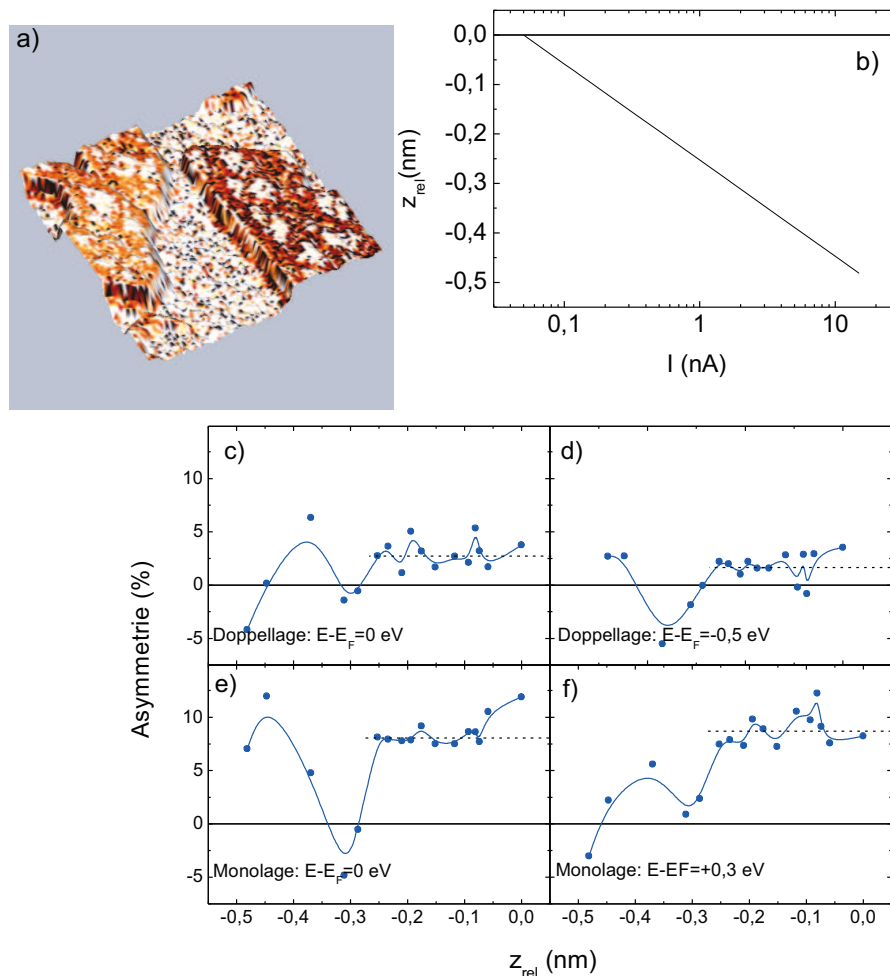 a)
b)
0,0
-0,1
-0,2
-0,3
-0,4
-0,5
z_rel(nm)
0,1 1 10
I (nA)
c)
d)
10
5
0
-5
Doppellage: E-E_F=0 eV
Doppellage: E-E_F=-0,5 eV
Asymmetrie (%)
e)
f)
10
5
0
-5
Monolage: E-E_F=0 eV
Monolage: E-EF=+0,3 eV
-0,5 -0,4 -0,3 -0,2 -0,1 0,0 -0,5 -0,4 -0,3 -0,2 -0,1 0,0
z_rel (nm)